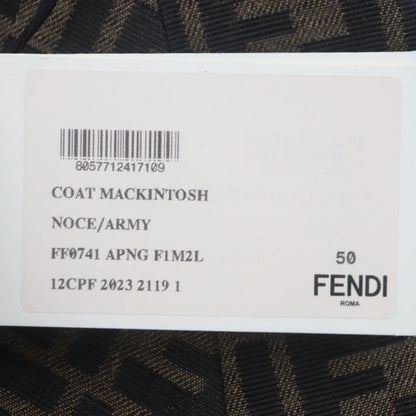 8057712417109
COAT MACKINTOSH
NOCE/ARMY
FF0741 APNG F1M2L
50
12CPF 2023 2119 1
FENDI
ROMA